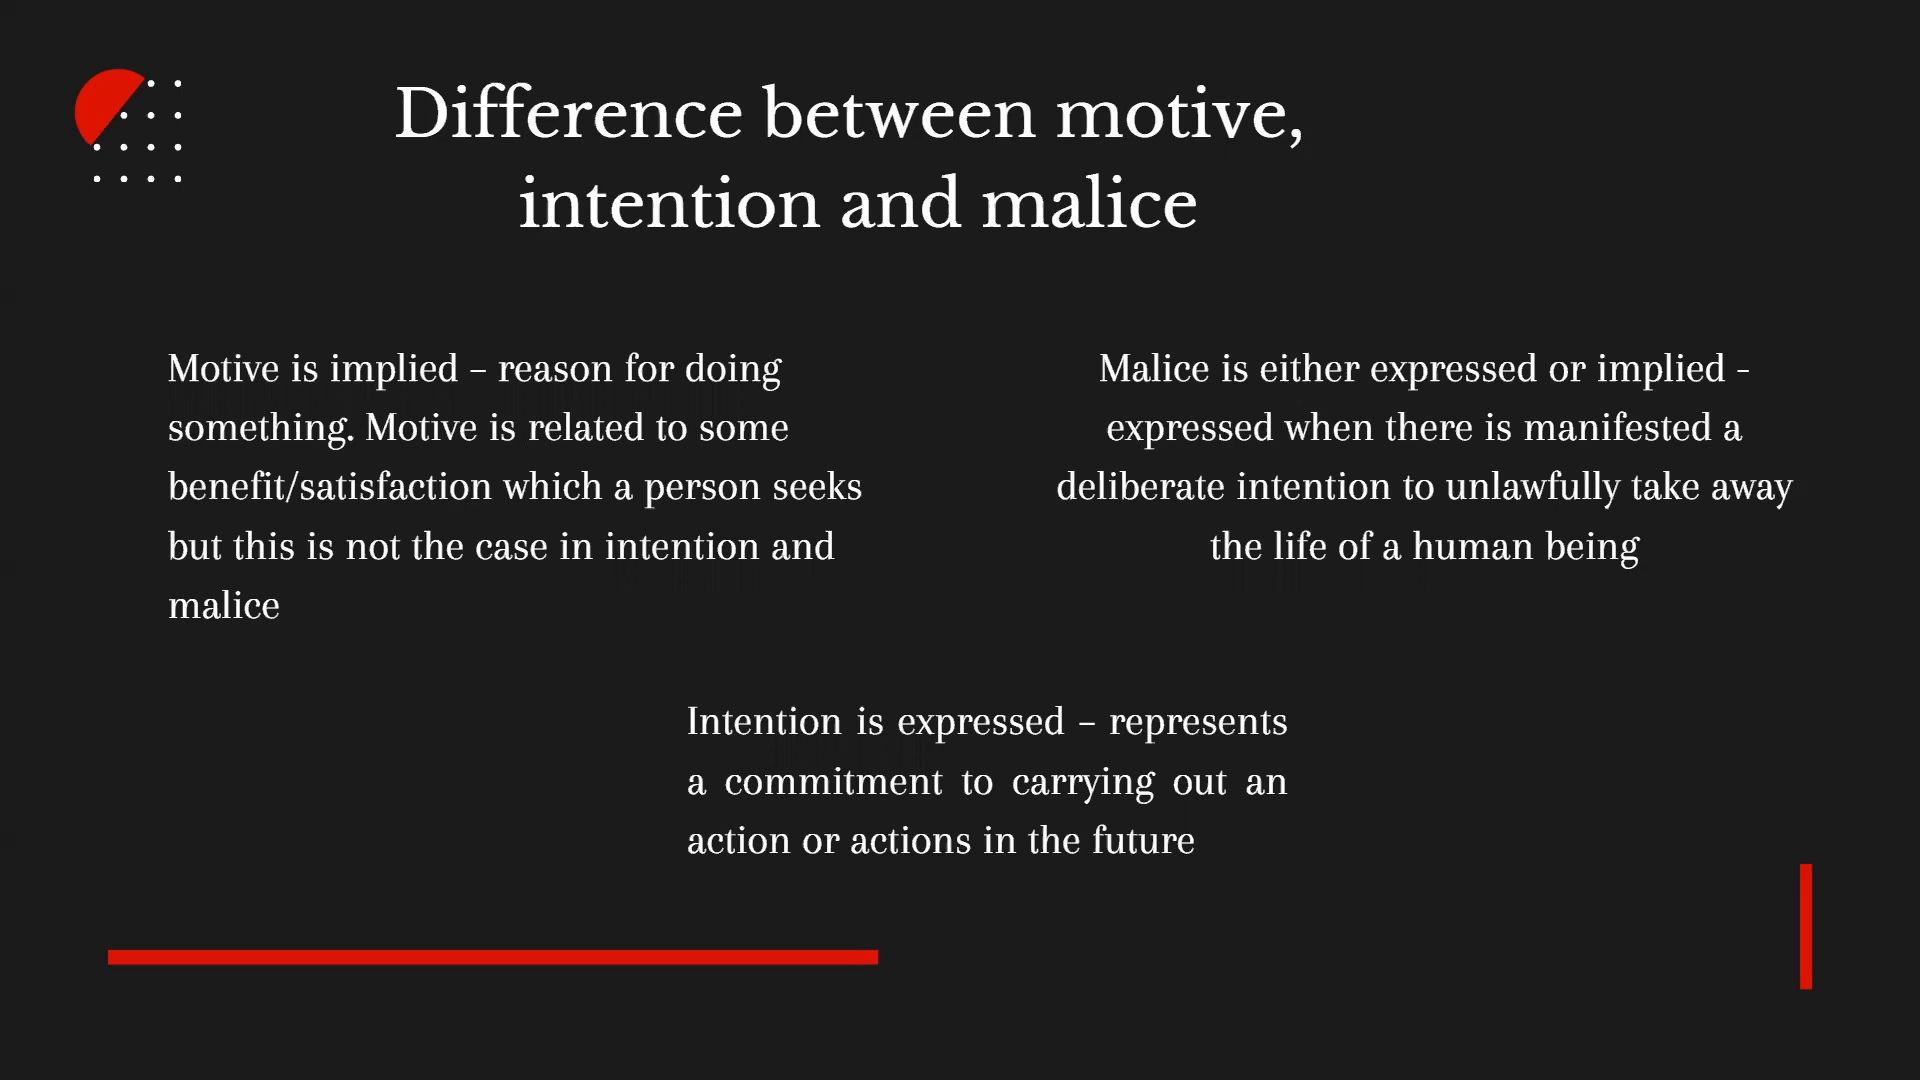 Difference between motive,
intention and malice
Motive is implied – reason for doing
something. Motive is related to some
benefit/satisfaction which a person seeks
but this is not the case in intention and
malice
Malice is either expressed or implied -
expressed when there is manifested a
deliberate intention to unlawfully take away
the life of a human being
Intention is expressed – represents
a commitment to carrying out an
action or actions in the future